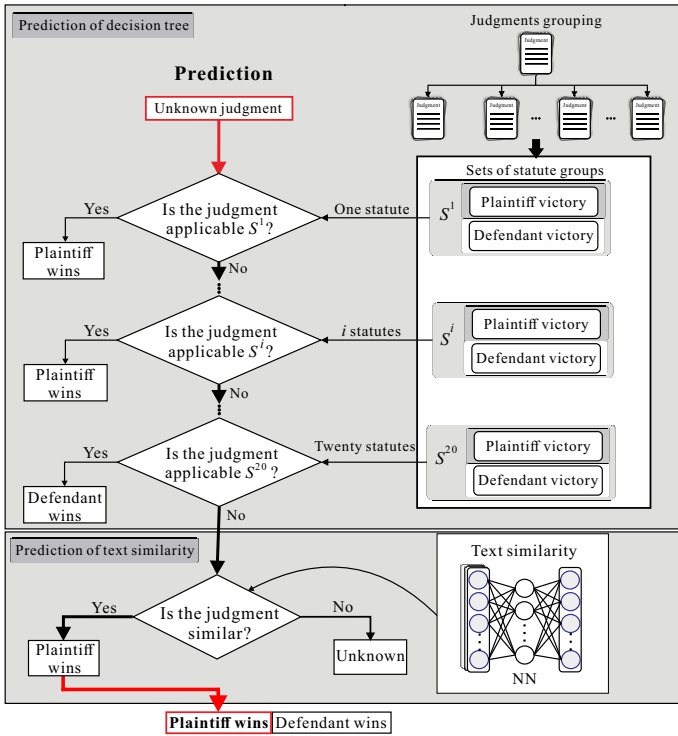 Prediction of decision tree
Judgments grouping
Judgment
Prediction
Unknown judgment
Judgment
Judgment
...
Judgment
...
Judgment
Sets of statute groups
Yes
Is the judgment
applicable S¹?
One statute
S¹
Plaintiff victory
Defendant victory
Plaintiff
wins
No
Yes
Is the judgment
applicable Sⁱ?
i statutes
Sⁱ
Plaintiff victory
Defendant victory
Plaintiff
wins
No
Yes
Is the judgment
applicable S²⁰?
Twenty statutes
S²⁰
Plaintiff victory
Defendant victory
Defendant
wins
No
Prediction of text similarity
Text similarity
Yes
Is the judgment
similar?
No
Plaintiff
wins
Unknown
NN
Plaintiff wins
Defendant wins